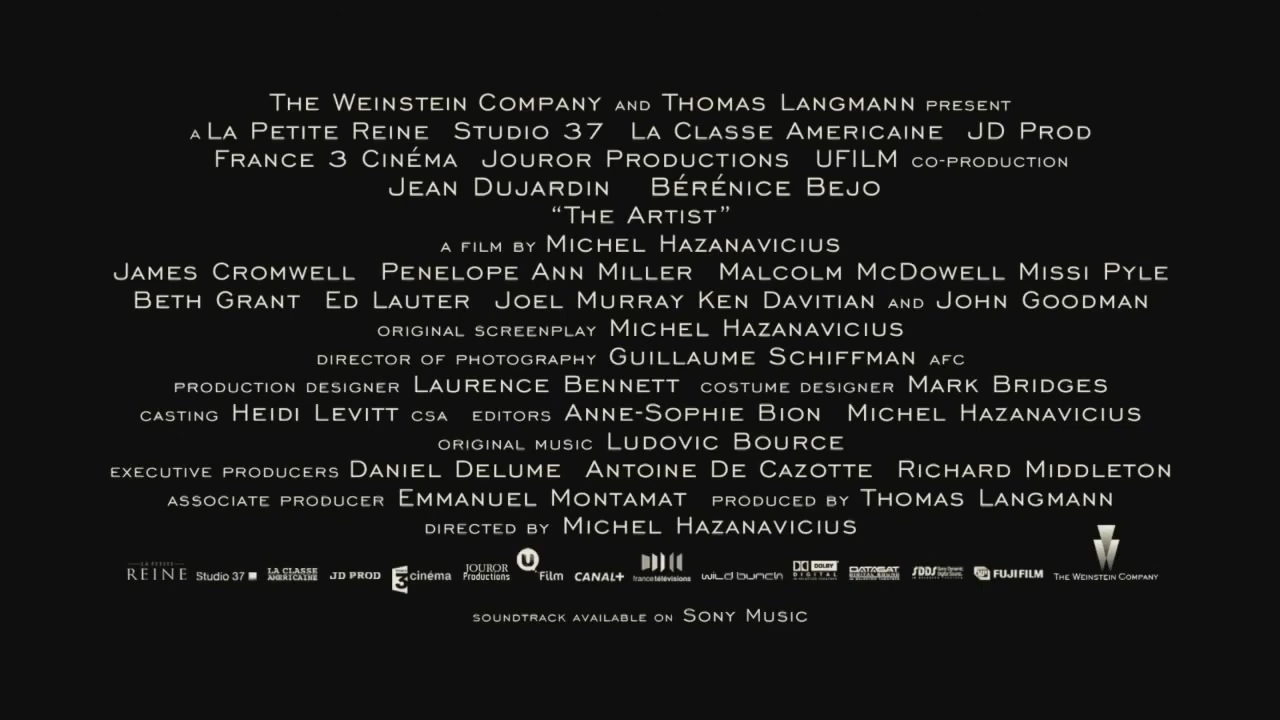 The Weinstein Company and Thomas Langmann present
a La Petite Reine Studio 37 La Classe Americaine JD Prod
France 3 Cinéma Jouror Productions UFILM co-production
Jean Dujardin Bérénice Bejo
“The Artist”
a film by Michel Hazanavicius
James Cromwell Penelope Ann Miller Malcolm McDowell Missi Pyle
Beth Grant Ed Lauter Joel Murray Ken Davitian and John Goodman
original screenplay Michel Hazanavicius
director of photography Guillaume Schiffman AFC
production designer Laurence Bennett costume designer Mark Bridges
casting Heidi Levitt CSA editors Anne-Sophie Bion Michel Hazanavicius
original music Ludovic Bource
executive producers Daniel Delume Antoine De Cazotte Richard Middleton
associate producer Emmanuel Montamat produced by Thomas Langmann
directed by Michel Hazanavicius
LA PETITE REINE Studio 37 LA CLASSE AMERICAINE JD PROD 3 cinéma JOUROR Productions U Film CANAL+ francetélévisions wild bunch DOLBY DIGITAL DATASAT SDDS FUJIFILM The Weinstein Company
soundtrack available on Sony Music